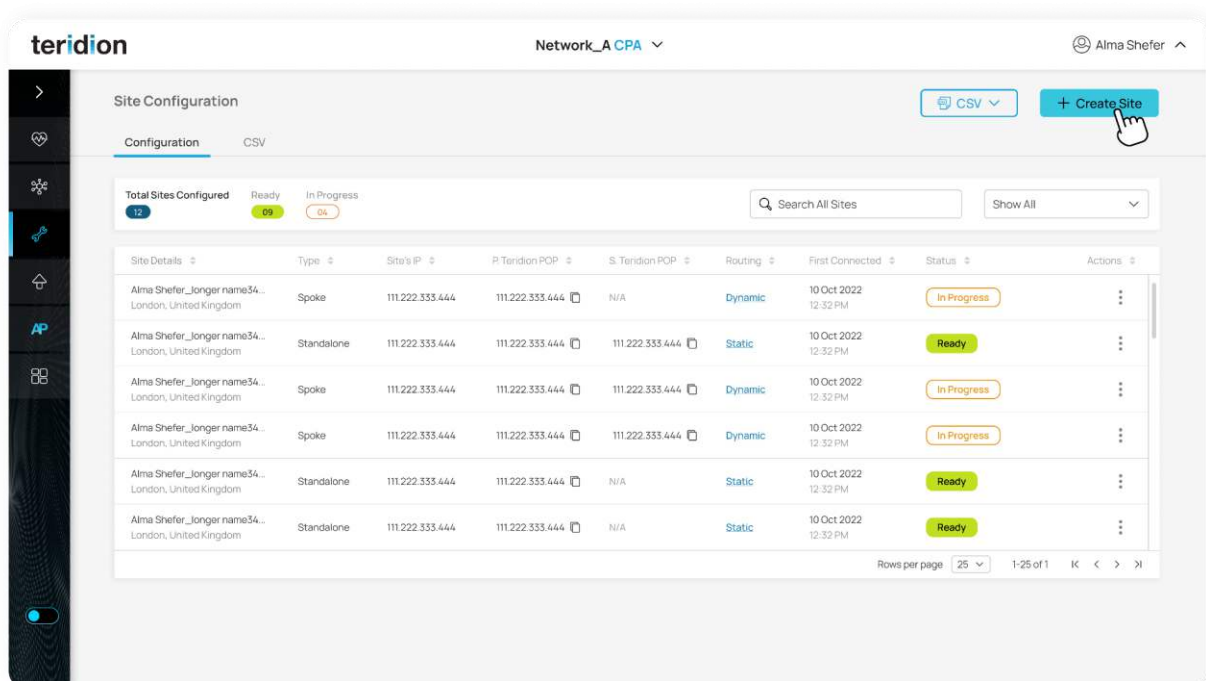 teridion
Network_A CPA
Alma Shefer
Site Configuration
CSV
+ Create Site
Configuration
CSV
Total Sites Configured
Ready
In Progress
12
09
04
Search All Sites
Show All
AP
Site Details
Type
Site's IP
P. Teridion POP
S. Teridion POP
Routing
First Connected
Status
Actions
Alma Shefer_longer name34...
London, United Kingdom
Spoke
111.222.333.444
111.222.333.444
N/A
Dynamic
10 Oct 2022
12:32 PM
In Progress
Alma Shefer_longer name34...
London, United Kingdom
Standalone
111.222.333.444
111.222.333.444
111.222.333.444
Static
10 Oct 2022
12:32 PM
Ready
Alma Shefer_longer name34...
London, United Kingdom
Spoke
111.222.333.444
111.222.333.444
111.222.333.444
Dynamic
10 Oct 2022
12:32 PM
In Progress
Alma Shefer_longer name34...
London, United Kingdom
Spoke
111.222.333.444
111.222.333.444
111.222.333.444
Dynamic
10 Oct 2022
12:32 PM
In Progress
Alma Shefer_longer name34...
London, United Kingdom
Standalone
111.222.333.444
111.222.333.444
N/A
Static
10 Oct 2022
12:32 PM
Ready
Alma Shefer_longer name34...
London, United Kingdom
Standalone
111.222.333.444
111.222.333.444
N/A
Static
10 Oct 2022
12:32 PM
Ready
Rows per page 25 1-25 of 1